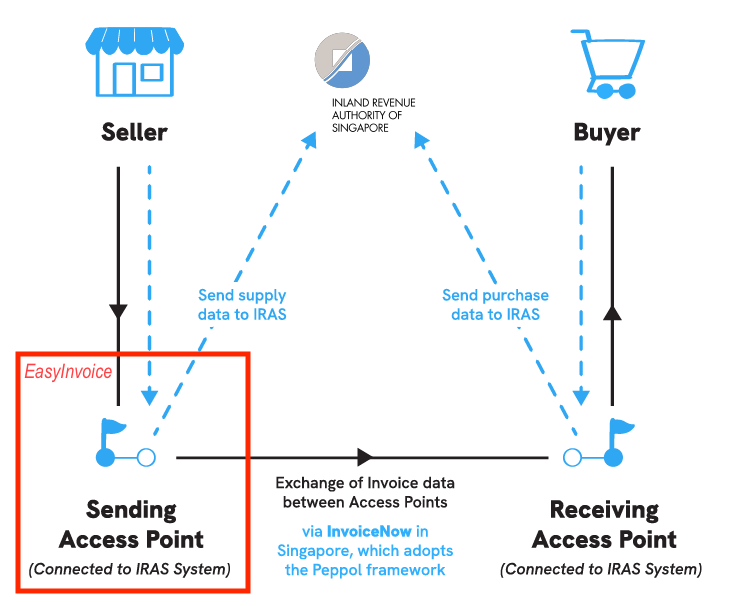 INLAND REVENUE
AUTHORITY OF
SINGAPORE
Seller
Buyer
Send supply
data to IRAS
Send purchase
data to IRAS
EasyInvoice
Exchange of Invoice data
between Access Points
via InvoiceNow in
Singapore, which adopts
the Peppol framework
Sending
Access Point
(Connected to IRAS System)
Receiving
Access Point
(Connected to IRAS System)